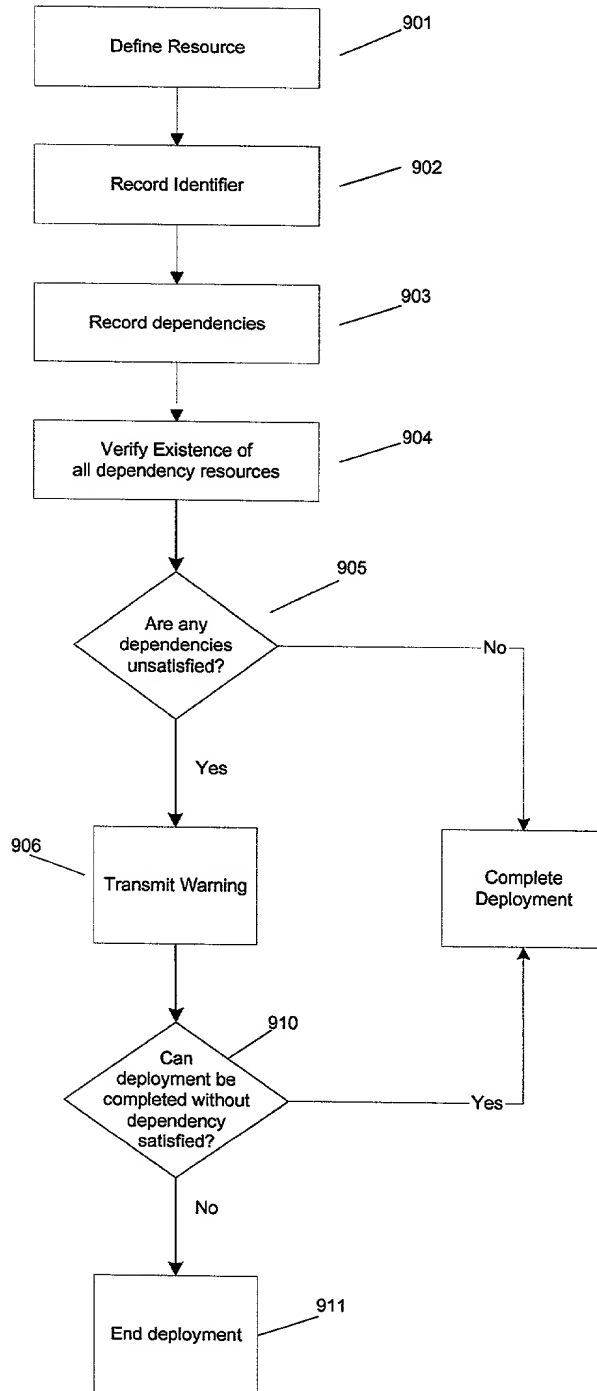 Define Resource
901
Record Identifier
902
Record dependencies
903
Verify Existence of
all dependency resources
904
905
Are any
dependencies
unsatisfied?
No
Yes
906
Transmit Warning
Complete
Deployment
910
Can
deployment be
completed without
dependency
satisfied?
Yes
No
End deployment
911